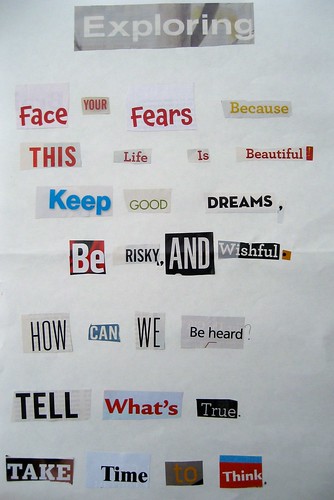 Exploring
Face YOUR Fears Because
THIS Life Is Beautiful!
Keep GOOD DREAMS,
Be RISKY, AND Wishful.
HOW CAN WE Be heard?
TELL What's True.
TAKE Time to Think.